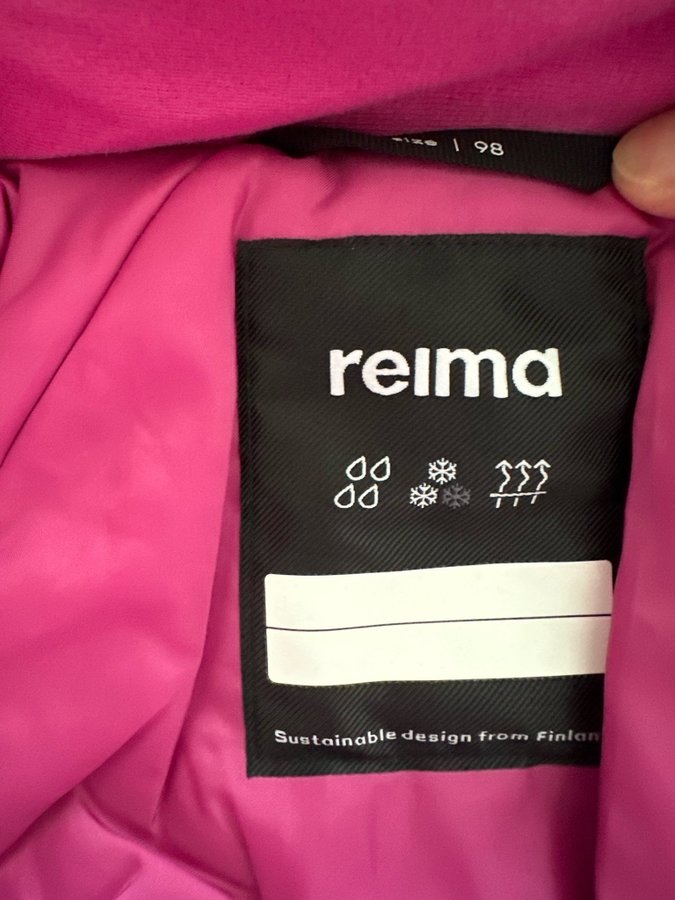 size | 98
reima
Sustainable design from Finlan